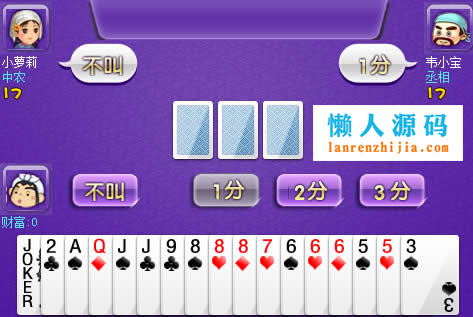 小萝莉
中农
17
不叫
1分
韦小宝
丞相
17
懒人源码
lanrenzhijia.com
财富:0
不叫
1分
2分
3分
JOKER 2 A Q J J 9 8 8 8 7 6 6 6 5 5 3
3